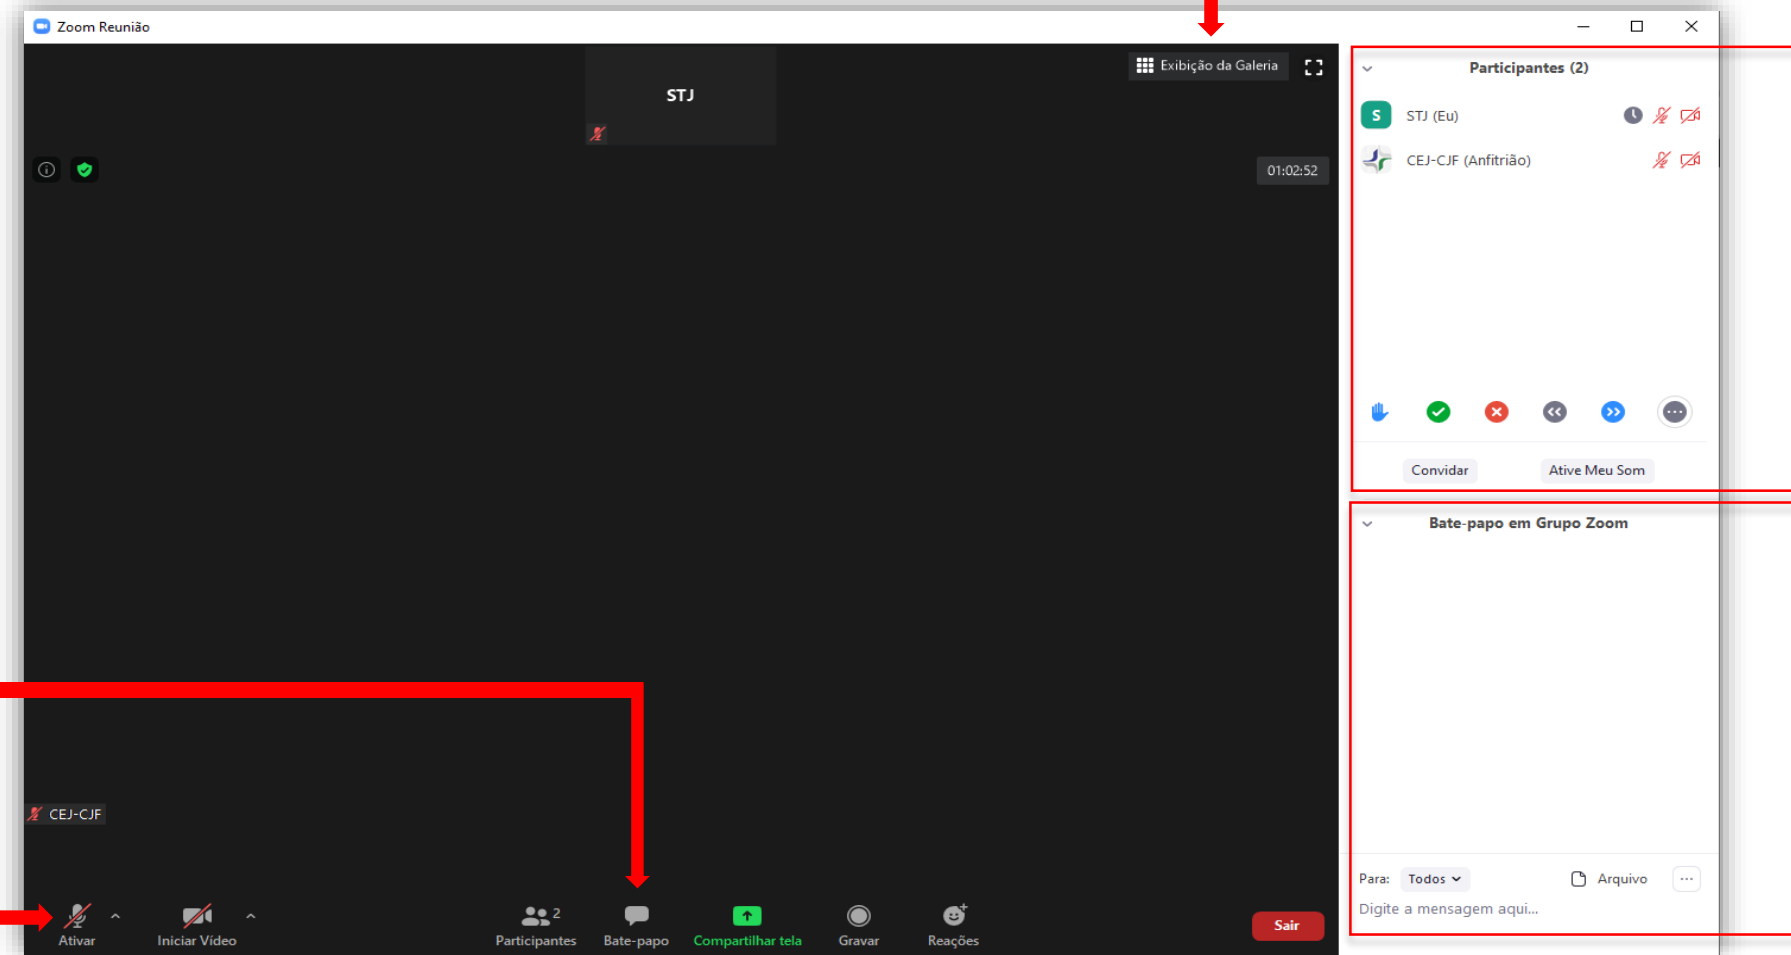 Zoom Reunião
STJ
Exibição da Galeria
01:02:52
CEJ-CJF
Ativar
Iniciar Vídeo
2
Participantes
Bate-papo
Compartilhar tela
Gravar
Reações
Sair
Participantes (2)
S STJ (Eu)
CEJ-CJF (Anfitrião)
Convidar
Ative Meu Som
Bate-papo em Grupo Zoom
Para: Todos Arquivo
Digite a mensagem aqui...